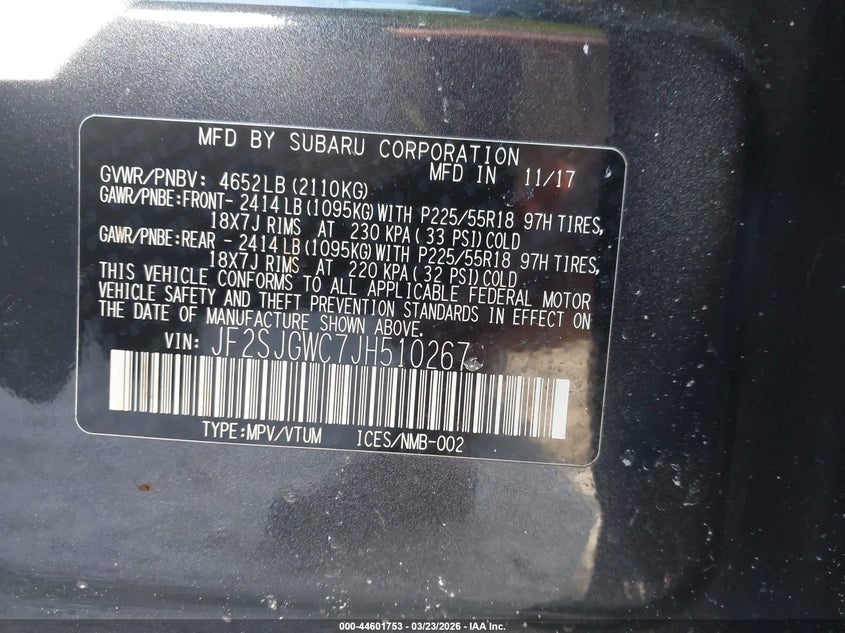 MFD BY SUBARU CORPORATION
MFD IN 11/17
GVWR/PNBV: 4652LB (2110KG)
GAWR/PNBE:FRONT- 2414 LB (1095KG) WITH P225/55R18 97H TIRES,
18X7J RIMS AT 230 KPA ( 33 PSI) COLD
GAWR/PNBE:REAR - 2414 LB (1095KG) WITH P225/55R18 97H TIRES,
18X7J RIMS AT 220 KPA ( 32 PSI) COLD
THIS VEHICLE CONFORMS TO ALL APPLICABLE FEDERAL MOTOR
VEHICLE SAFETY AND THEFT PREVENTION STANDARDS IN EFFECT ON
THE DATE OF MANUFACTURE SHOWN ABOVE.
VIN: JF2SJGWC7JH510267
TYPE:MPV/VTUM ICES/NMB-002
000-44601753 - 03/23/2026 - IAA Inc.